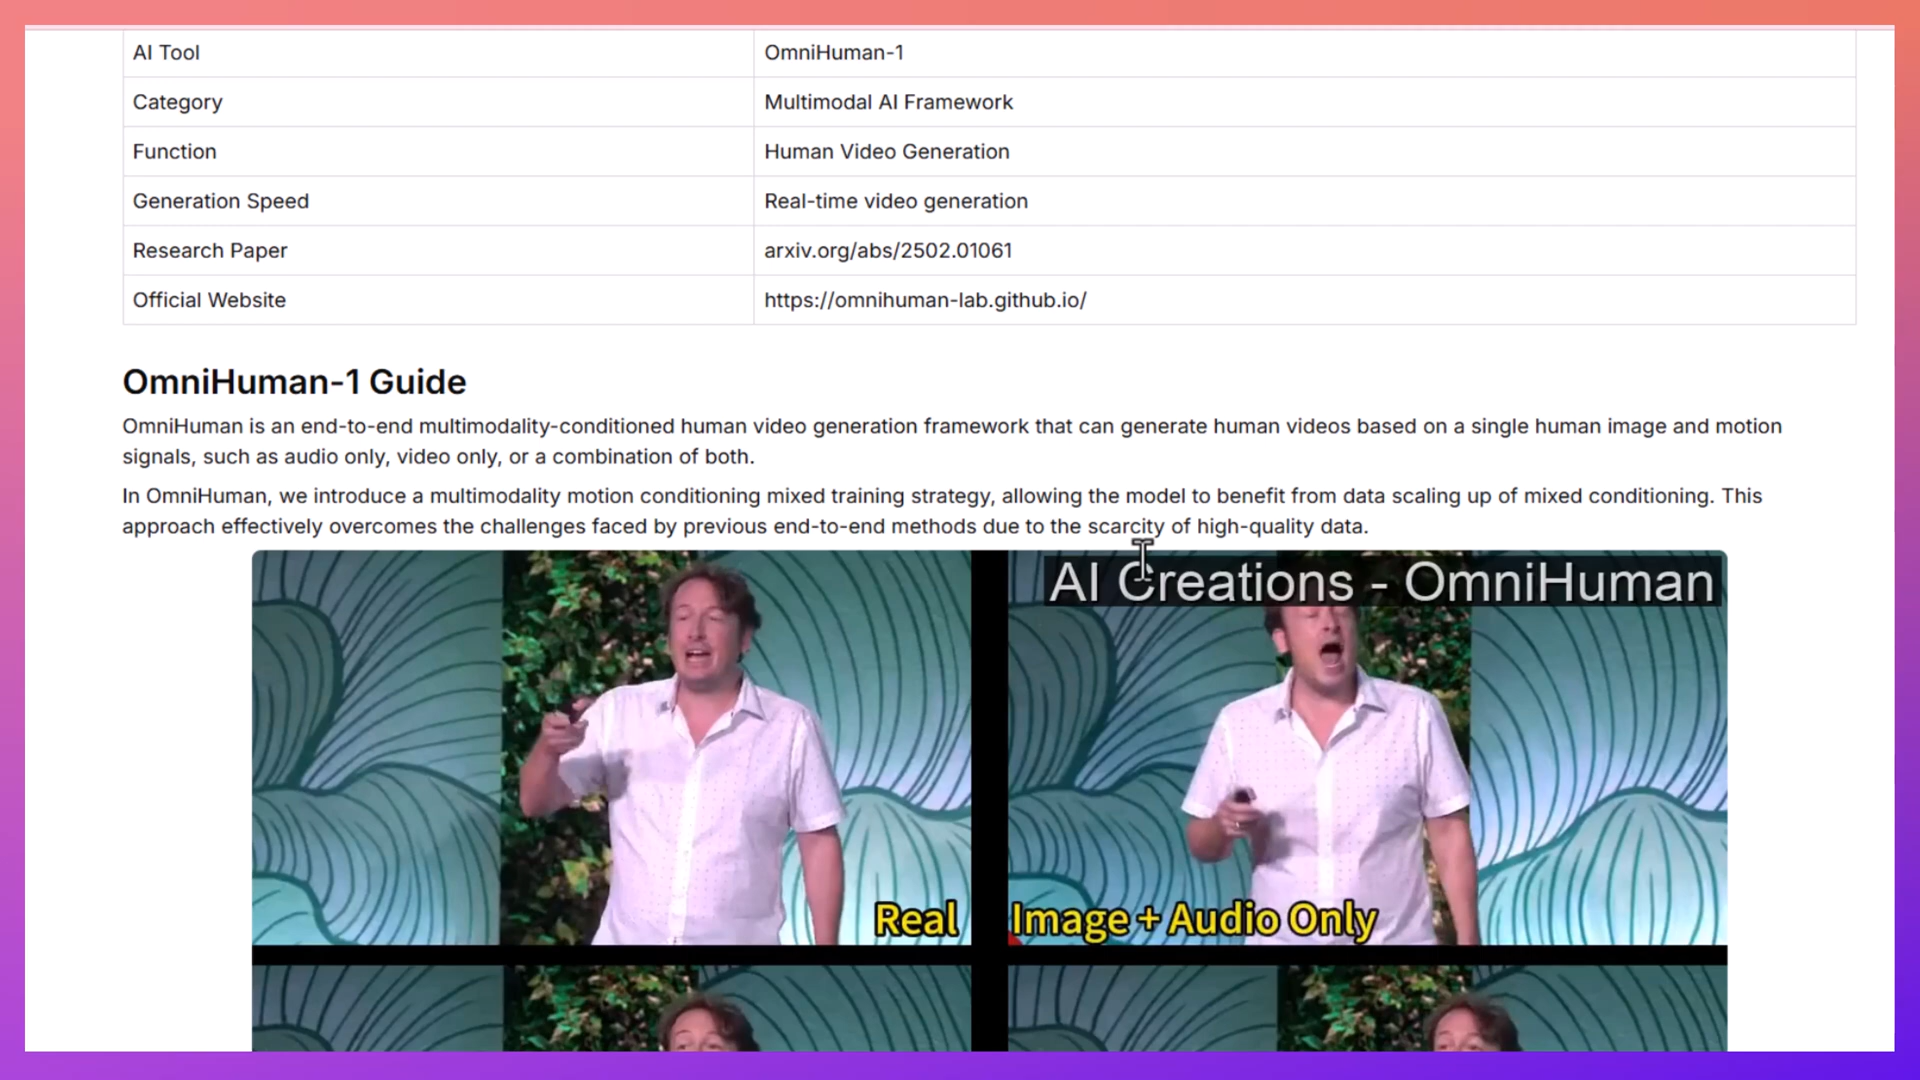 AI Tool OmniHuman-1
Category Multimodal AI Framework
Function Human Video Generation
Generation Speed Real-time video generation
Research Paper arxiv.org/abs/2502.01061
Official Website https://omnihuman-lab.github.io/
OmniHuman-1 Guide
OmniHuman is an end-to-end multimodality-conditioned human video generation framework that can generate human videos based on a single human image and motion
signals, such as audio only, video only, or a combination of both.
In OmniHuman, we introduce a multimodality motion conditioning mixed training strategy, allowing the model to benefit from data scaling up of mixed conditioning. This
approach effectively overcomes the challenges faced by previous end-to-end methods due to the scarcity of high-quality data.
AI Creations - OmniHuman
Real
Image + Audio Only